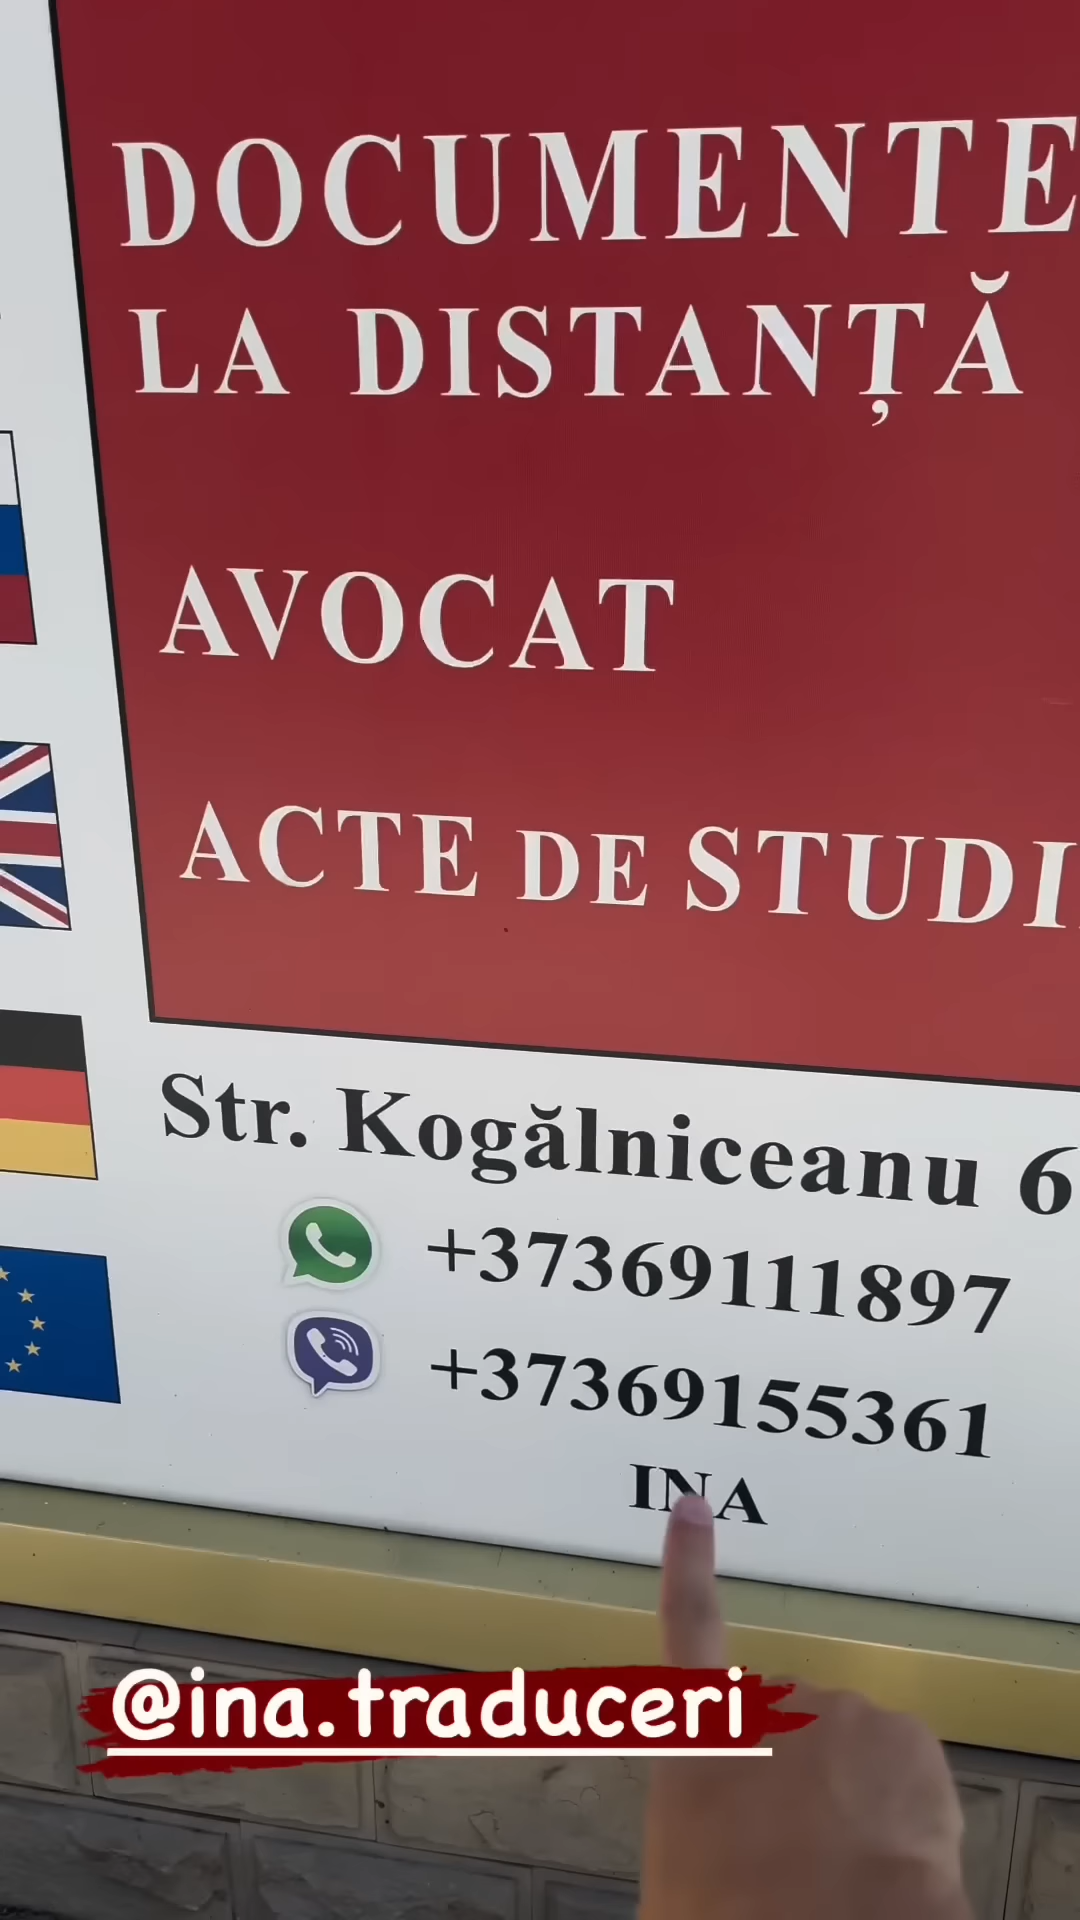 DOCUMENTE
LA DISTANȚĂ
AVOCAT
ACTE DE STUDI
Str. Kogălniceanu 6
+37369111897
+37369155361
INA
@ina.traduceri